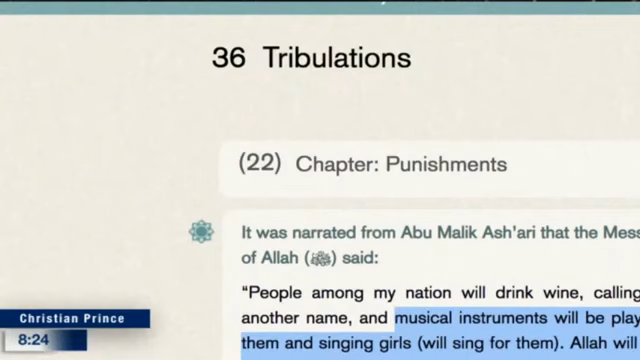 36 Tribulations
(22) Chapter: Punishments
It was narrated from Abu Malik Ash'ari that the
of Allah (ﷺ) said:
"People among my nation will drink wine, calling
another name, and musical instruments will be
them and singing girls (will sing for them). Allah will
Christian Prince
8:24